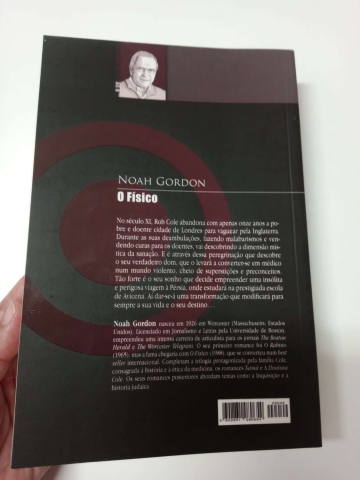 NOAH GORDON
O Físico
No século XI, Rob Cole abandona com apenas onze anos a po-
bre e doente cidade de Londres para vaguear pela Inglaterra.
Durante as suas deambulações, fazendo malabarismos e ven-
dendo curas para os doentes, vai descobrindo a dimensão mís-
tica da sanação. E é através dessa peregrinação que descobre
o seu verdadeiro dom, que o levará a converter-se em médico
num mundo violento, cheio de superstições e preconceitos.
Tão forte é o seu sonho que decide empreender uma insólita
e perigosa viagem à Pérsia, onde estudará na prestigiada escola
de Avicena. Aí dar-se-á uma transformação que modificará para
sempre a sua vida e o seu destino...
Noah Gordon nasceu em 1926 em Worcester (Massachusetts, Estados
Unidos). Licenciado em Jornalismo e Letras pela Universidade de Boston,
empreendeu uma intensa carreira de articulista para os jornais The Boston
Herald e The Worcester Telegram. O seu primeiro romance foi O Rabino
(1965), mas a fama chegaria com O Físico (1986), que se converteu num best
seller internacional. Completam a trilogia protagonizada pela família Cole,
consagrada à história e à ética da medicina, os romances Xamã e A Doutora
Cole. Os seus romances posteriores abordam temas como a Inquisição e a
história judaica.